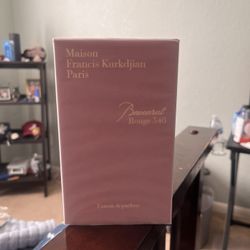 Maison
Francis Kurkdjian
Paris
Baccarat
Rouge 540
Extrait de parfum